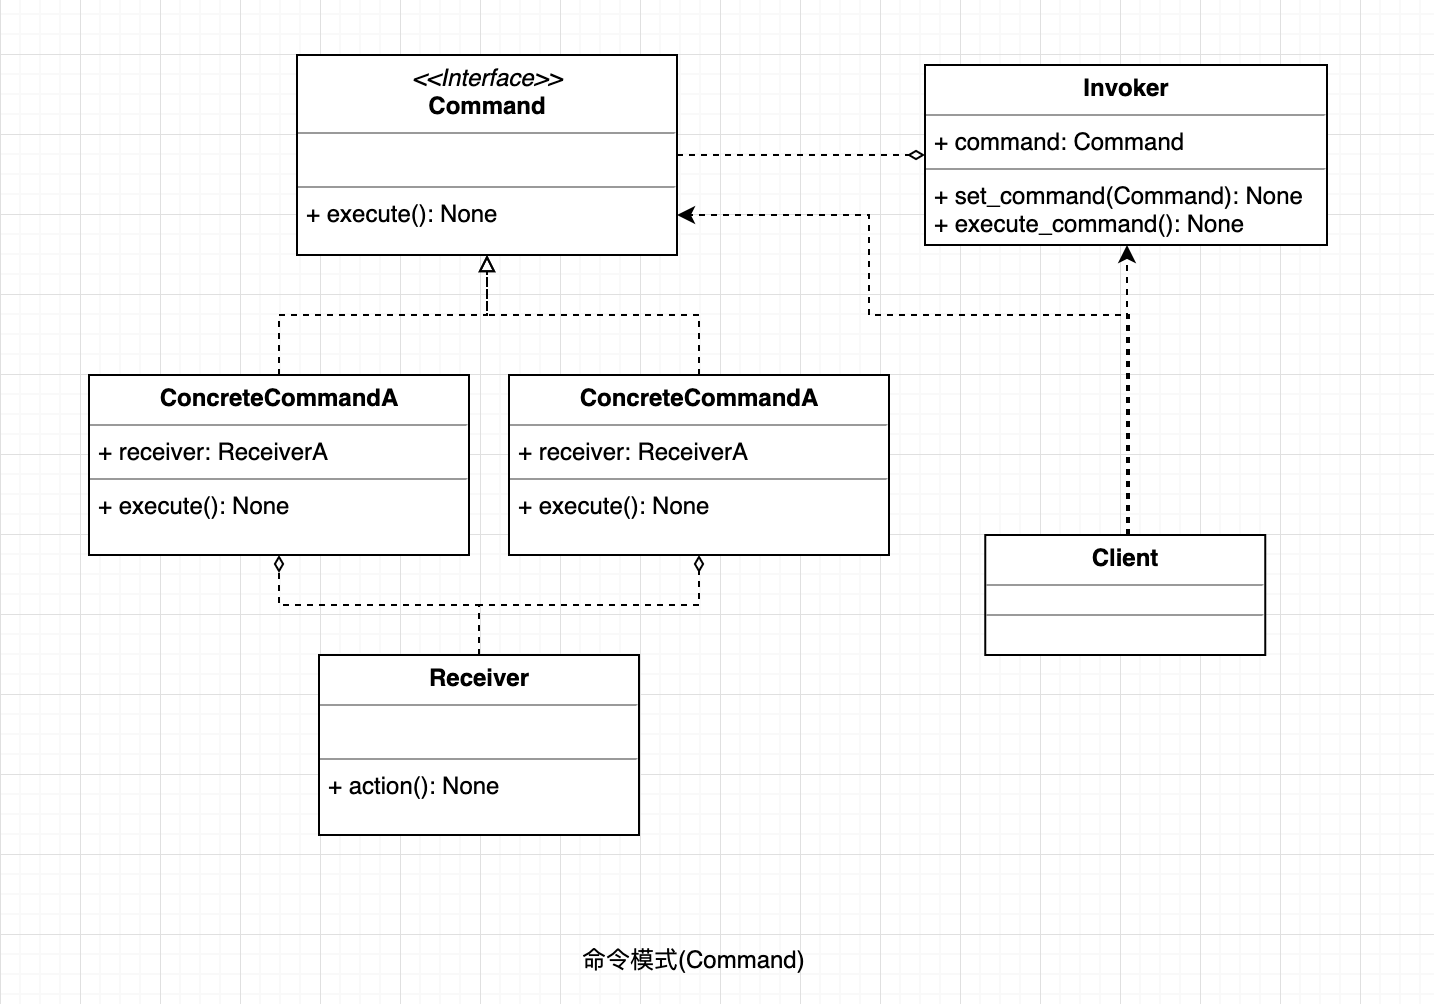 <<Interface>>
Command
+ execute(): None
Invoker
+ command: Command
+ set_command(Command): None
+ execute_command(): None
ConcreteCommandA
+ receiver: ReceiverA
+ execute(): None
ConcreteCommandA
+ receiver: ReceiverA
+ execute(): None
Client
Receiver
+ action(): None
命令模式(Command)